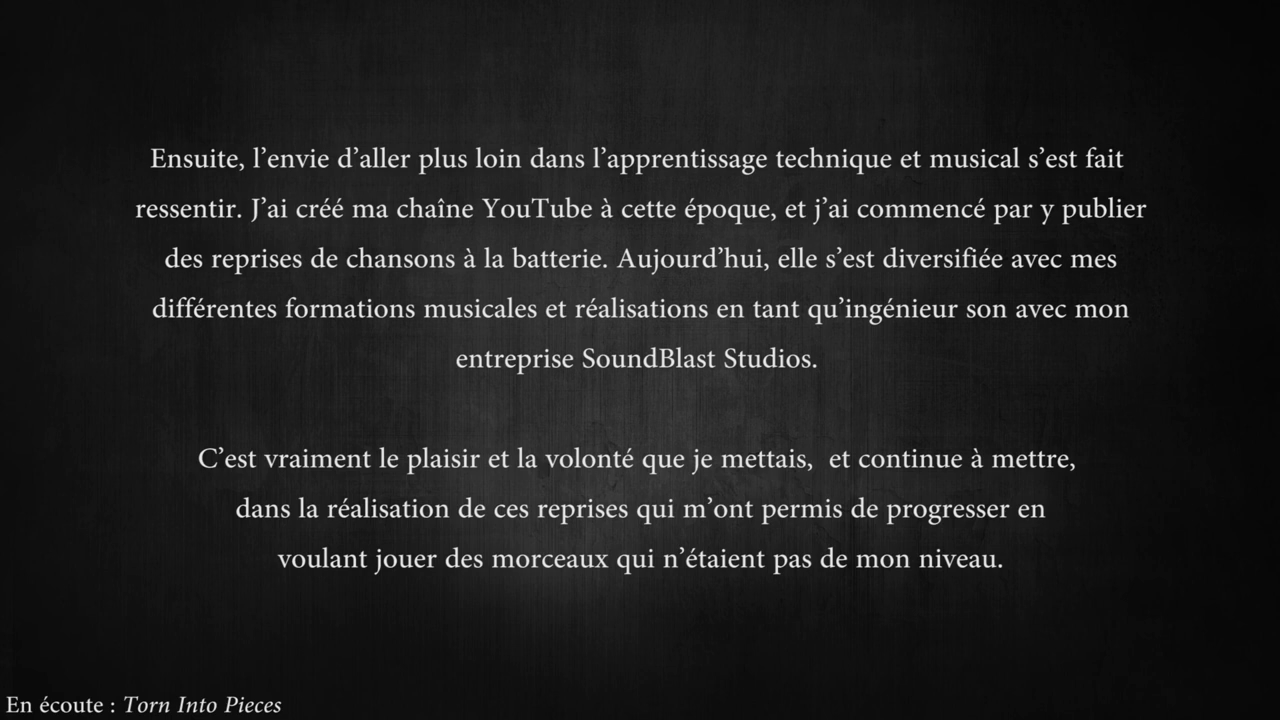 Ensuite, l’envie d’aller plus loin dans l’apprentissage technique et musical s’est fait
ressentir. J’ai créé ma chaîne YouTube à cette époque, et j’ai commencé par y publier
des reprises de chansons à la batterie. Aujourd’hui, elle s’est diversifiée avec mes
différentes formations musicales et réalisations en tant qu’ingénieur son avec mon
entreprise SoundBlast Studios.
C’est vraiment le plaisir et la volonté que je mettais,  et continue à mettre,
dans la réalisation de ces reprises qui m’ont permis de progresser en
voulant jouer des morceaux qui n’étaient pas de mon niveau.
En écoute : Torn Into Pieces